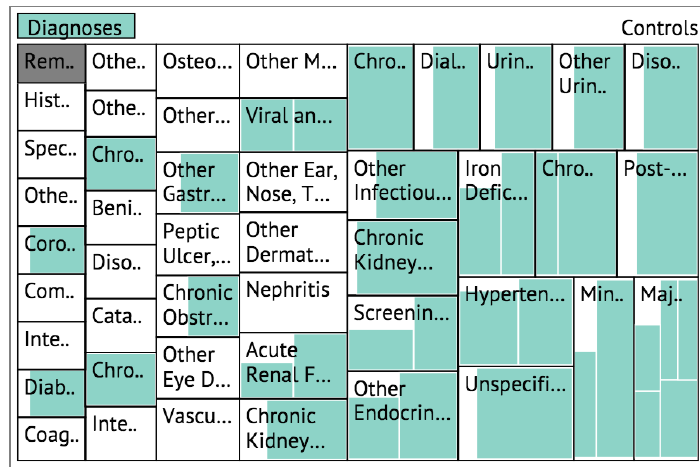 Diagnoses
Controls
Rem..
Hist..
Spec..
Othe..
Coro..
Com..
Inte..
Diab..
Coag..
Othe..
Othe..
Chro..
Beni..
Diso..
Cata..
Chro..
Inte..
Osteo...
Other...
Other
Gastr...
Peptic
Ulcer,...
Chronic
Obstr...
Other
Eye D...
Vascu...
Other M...
Viral an...
Other Ear,
Nose, T...
Other
Dermat...
Nephritis
Acute
Renal F...
Chronic
Kidney...
Chro..
Dial..
Urin..
Other
Urin..
Diso..
Other
Infectiou...
Chronic
Kidney...
Screenin...
Other
Endocrin...
Iron
Defic...
Chro..
Post-...
Hyperten...
Unspecifi...
Min..
Maj..